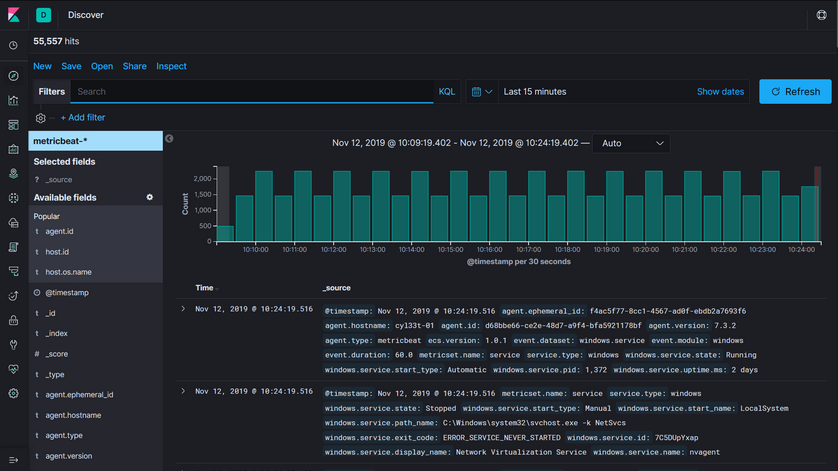 D Discover
55,557 hits
New Save Open Share Inspect
Filters Search KQL Last 15 minutes Show dates Refresh
+ Add filter
metricbeat-*
Nov 12, 2019 @ 10:09:19.402 - Nov 12, 2019 @ 10:24:19.402 — Auto
Selected fields
? _source
Available fields
Popular
t agent.id
t host.id
t host.os.name
@timestamp
t _id
t _index
# _score
t _type
t agent.ephemeral_id
t agent.hostname
t agent.type
t agent.version
Count
2,000
1,500
1,000
500
0
10:10:00 10:11:00 10:12:00 10:13:00 10:14:00 10:15:00 10:16:00 10:17:00 10:18:00 10:19:00 10:20:00 10:21:00 10:22:00 10:23:00 10:24:00
@timestamp per 30 seconds
Time _source
Nov 12, 2019 @ 10:24:19.516 @timestamp: Nov 12, 2019 @ 10:24:19.516 agent.ephemeral_id: f4ac5f77-8cc1-4567-ad0f-ebdb2a7693f6
agent.hostname: cyl33t-01 agent.id: d68bbe66-ce2e-48d7-a9f4-bfa5921178bf agent.version: 7.3.2
agent.type: metricbeat ecs.version: 1.0.1 event.dataset: windows.service event.module: windows
event.duration: 60.0 metricset.name: service service.type: windows windows.service.state: Running
windows.service.start_type: Automatic windows.service.pid: 1,372 windows.service.uptime.ms: 2 days
Nov 12, 2019 @ 10:24:19.516 @timestamp: Nov 12, 2019 @ 10:24:19.516 metricset.name: service service.type: windows
windows.service.state: Stopped windows.service.start_type: Manual windows.service.start_name: LocalSystem
windows.service.path_name: C:\Windows\system32\svchost.exe -k NetSvcs
windows.service.exit_code: ERROR_SERVICE_NEVER_STARTED windows.service.id: 7C5DUpYxap
windows.service.display_name: Network Virtualization Service windows.service.name: nvagent